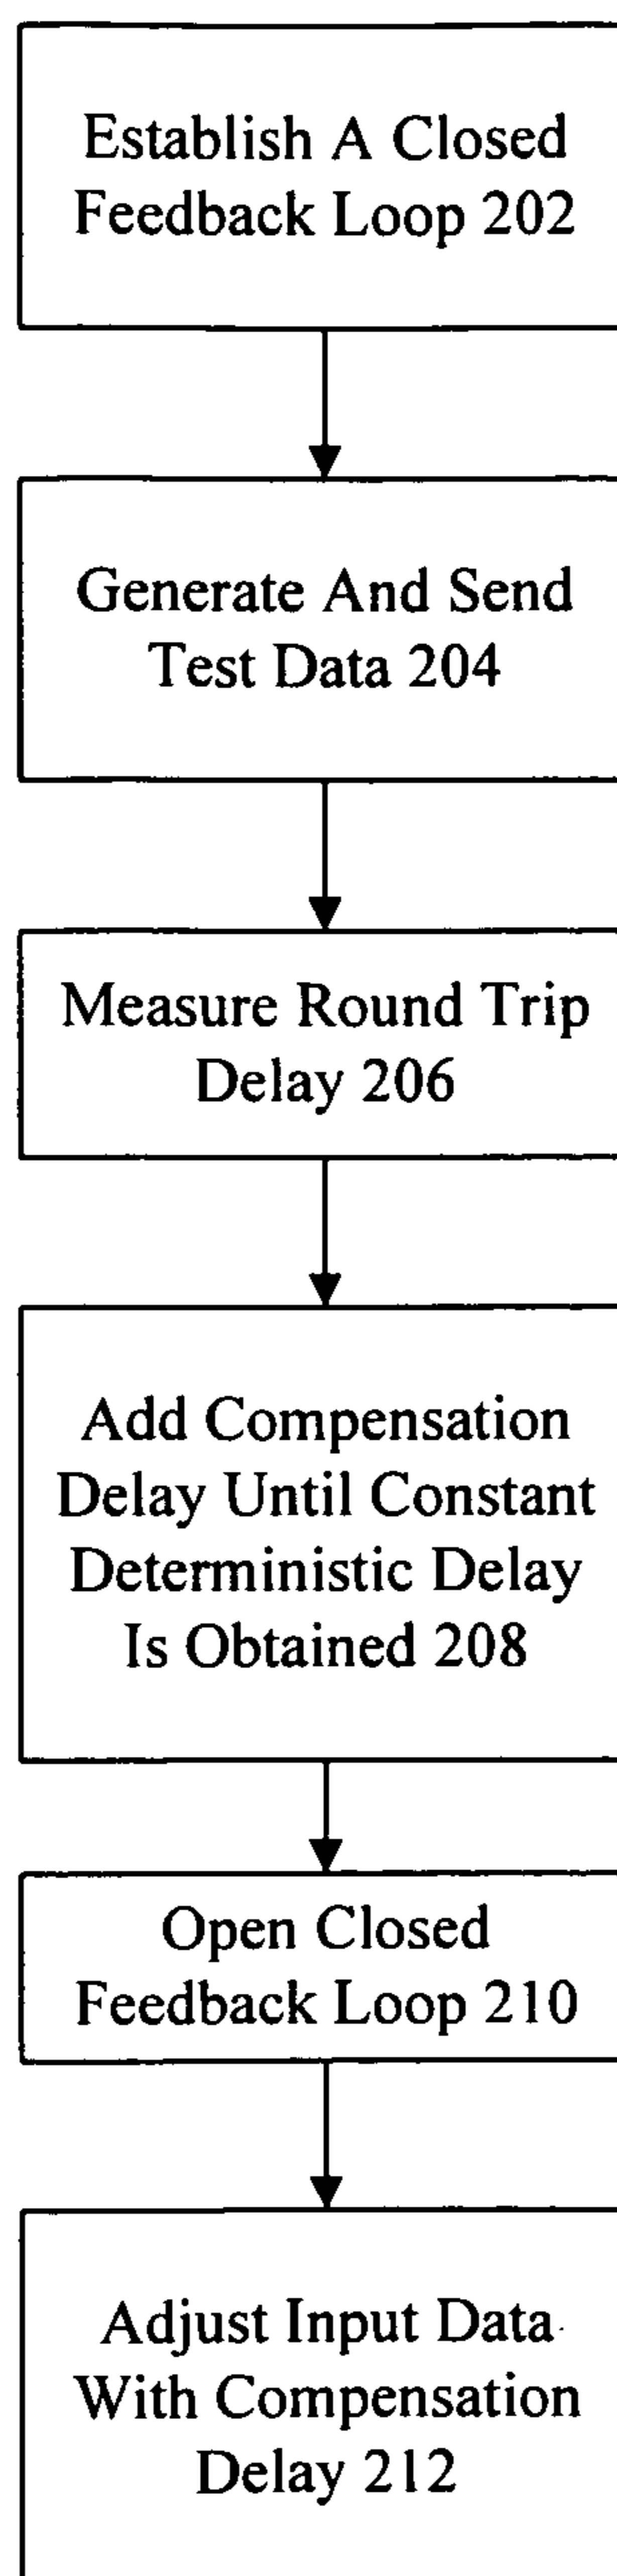 Establish A Closed
Feedback Loop 202
Generate And Send
Test Data 204
Measure Round Trip
Delay 206
Add Compensation
Delay Until Constant
Deterministic Delay
Is Obtained 208
Open Closed
Feedback Loop 210
Adjust Input Data
With Compensation
Delay 212